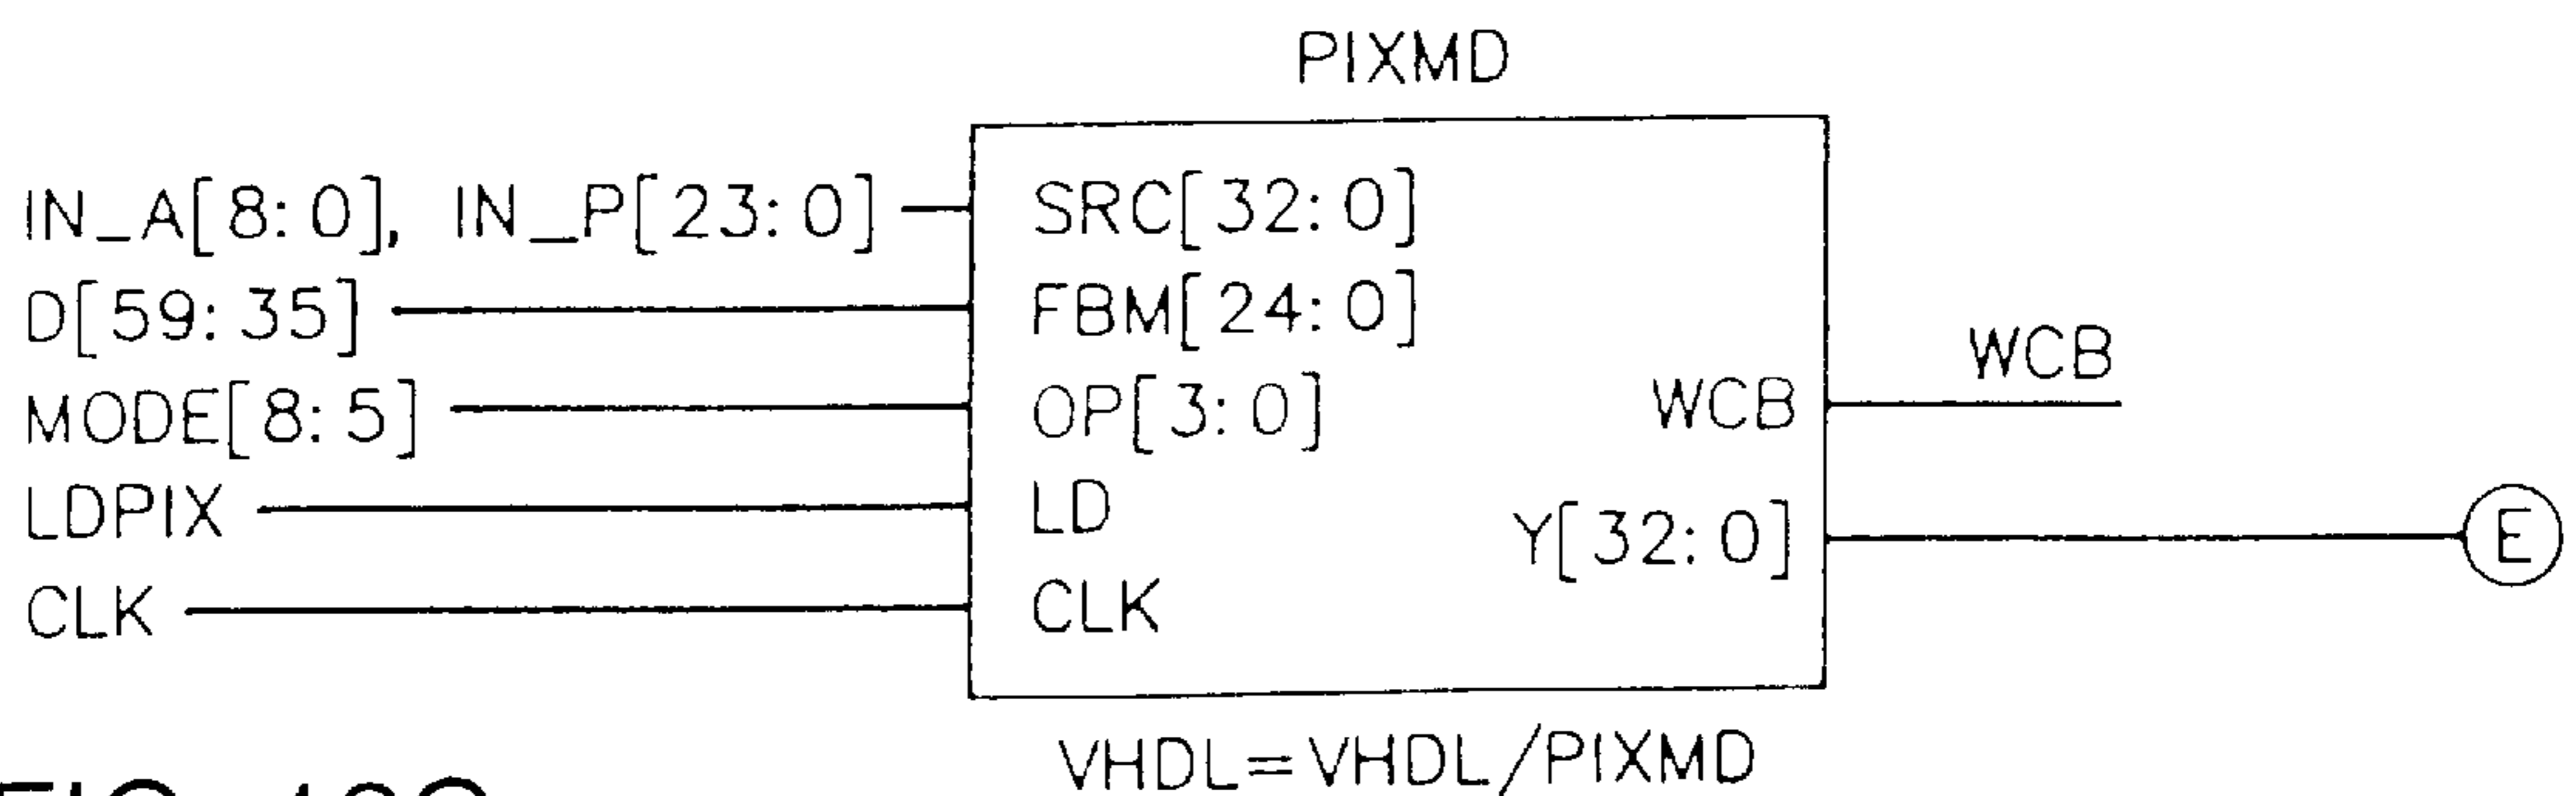 PIXMD
IN_A[8:0], IN_P[23:0]
SRC[32:0]
D[59:35]
FBM[24:0]
MODE[8:5]
OP[3:0]
LDPIX
LD
CLK
CLK
WCB
WCB
Y[32:0]
E
VHDL=VHDL/PIXMD